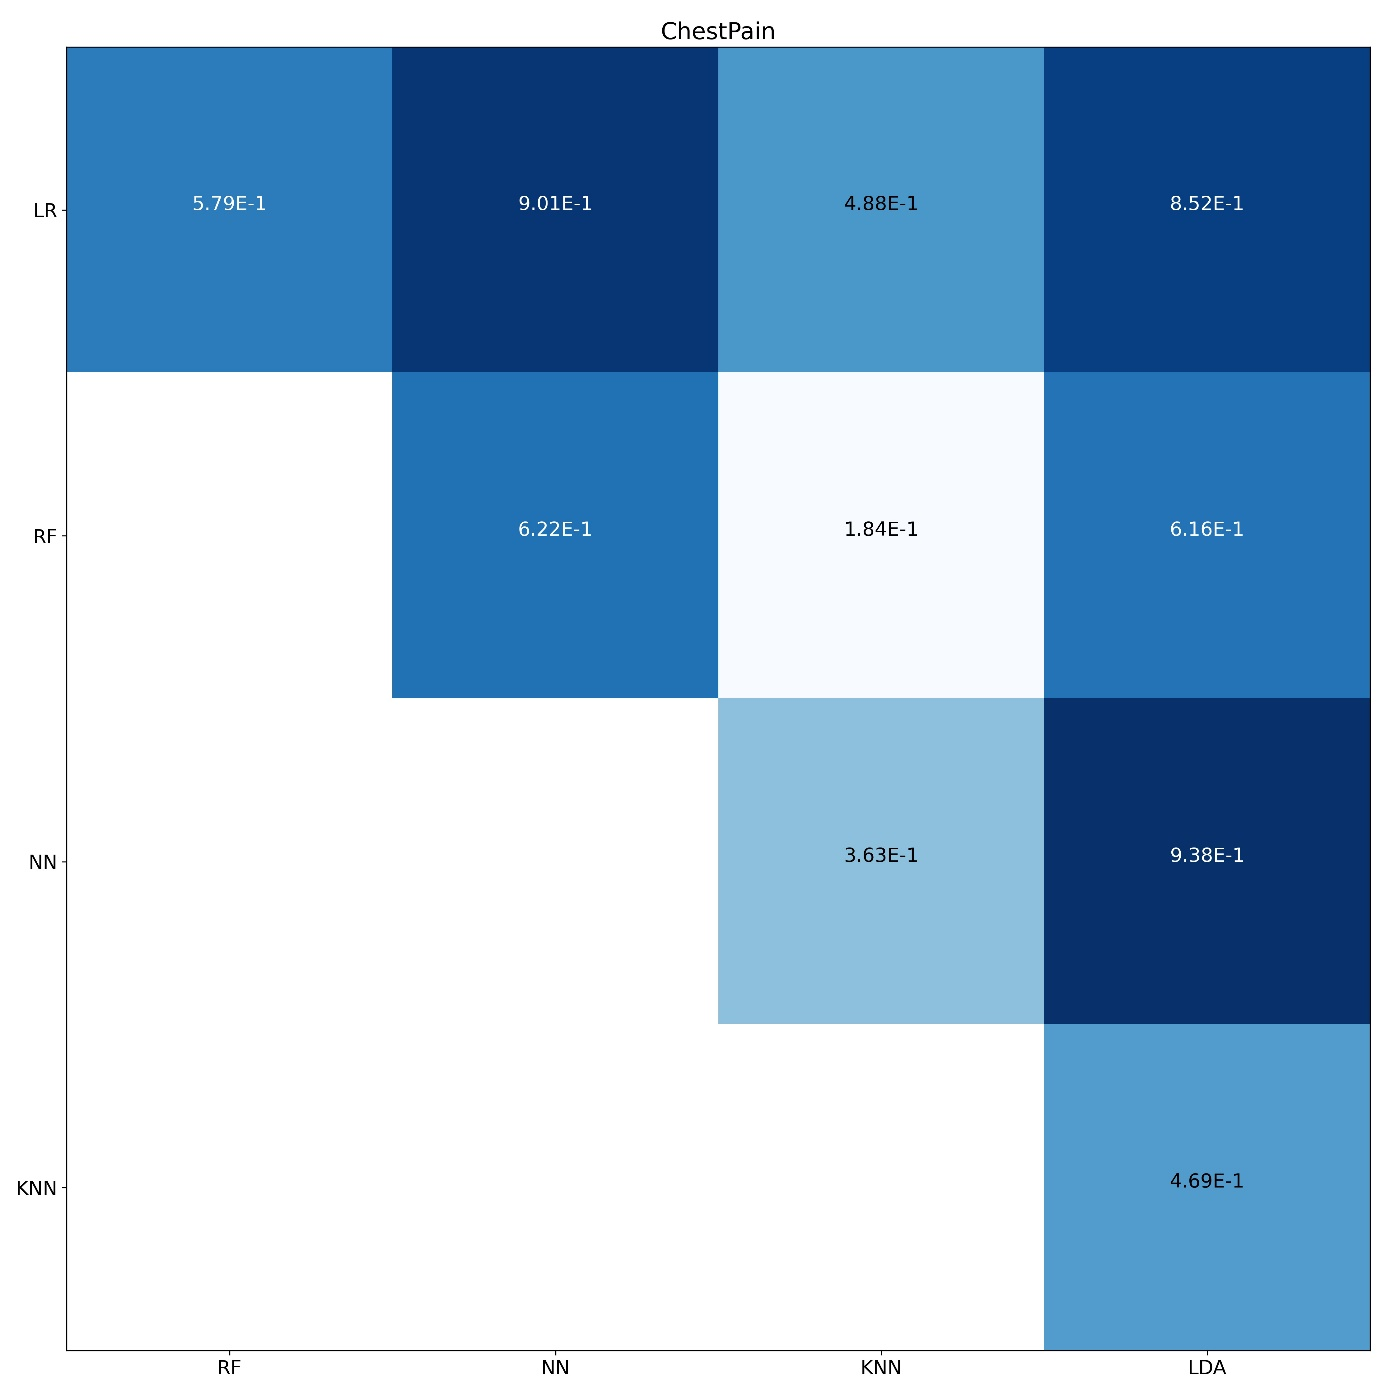 ChestPain
LR 5.79E-1 9.01E-1 4.88E-1 8.52E-1
RF 6.22E-1 1.84E-1 6.16E-1
NN 3.63E-1 9.38E-1
KNN 4.69E-1
RF NN KNN LDA